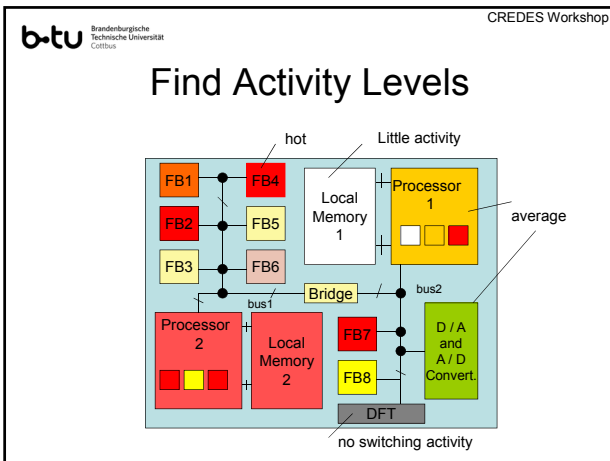 CREDES Workshop
b-tu
Brandenburgische
Technische Universität
Cottbus
Find Activity Levels
hot
Little activity
FB1
FB4
FB2
FB5
FB3
FB6
Local
Memory
1
Processor
1
average
bus1
Bridge
bus2
Processor
2
Local
Memory
2
FB7
FB8
D / A
and
A / D
Convert.
DFT
no switching activity